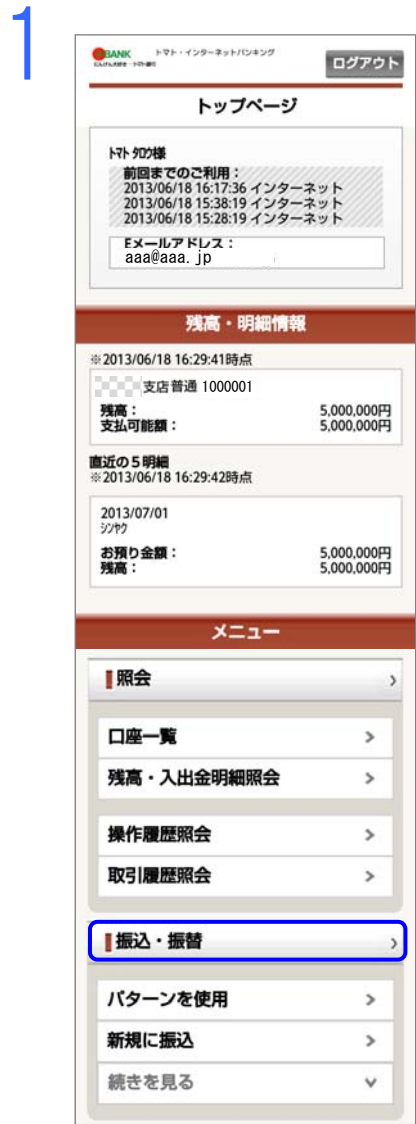 1
BANK トマト・インターネットバンキング
ログアウト
トップページ
トマト タロウ様
前回までのご利用：
2013/06/18 16:17:36 インターネット
2013/06/18 15:38:19 インターネット
2013/06/18 15:28:19 インターネット
Eメールアドレス：
aaa@aaa.jp
残高・明細情報
※2013/06/18 16:29:41時点
支店普通 1000001
残高： 5,000,000円
支払可能額： 5,000,000円
直近の5明細
※2013/06/18 16:29:42時点
2013/07/01
シンヤク
お預り金額： 5,000,000円
残高： 5,000,000円
メニュー
照会
口座一覧
残高・入出金明細照会
操作履歴照会
取引履歴照会
振込・振替
パターンを使用
新規に振込
続きを見る